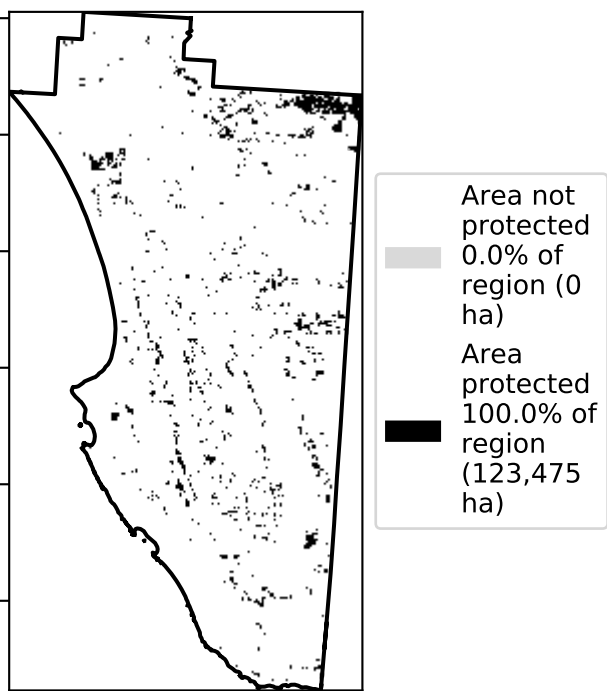 Area not
protected
0.0% of
region (0
ha)
Area
protected
100.0% of
region
(123,475
ha)